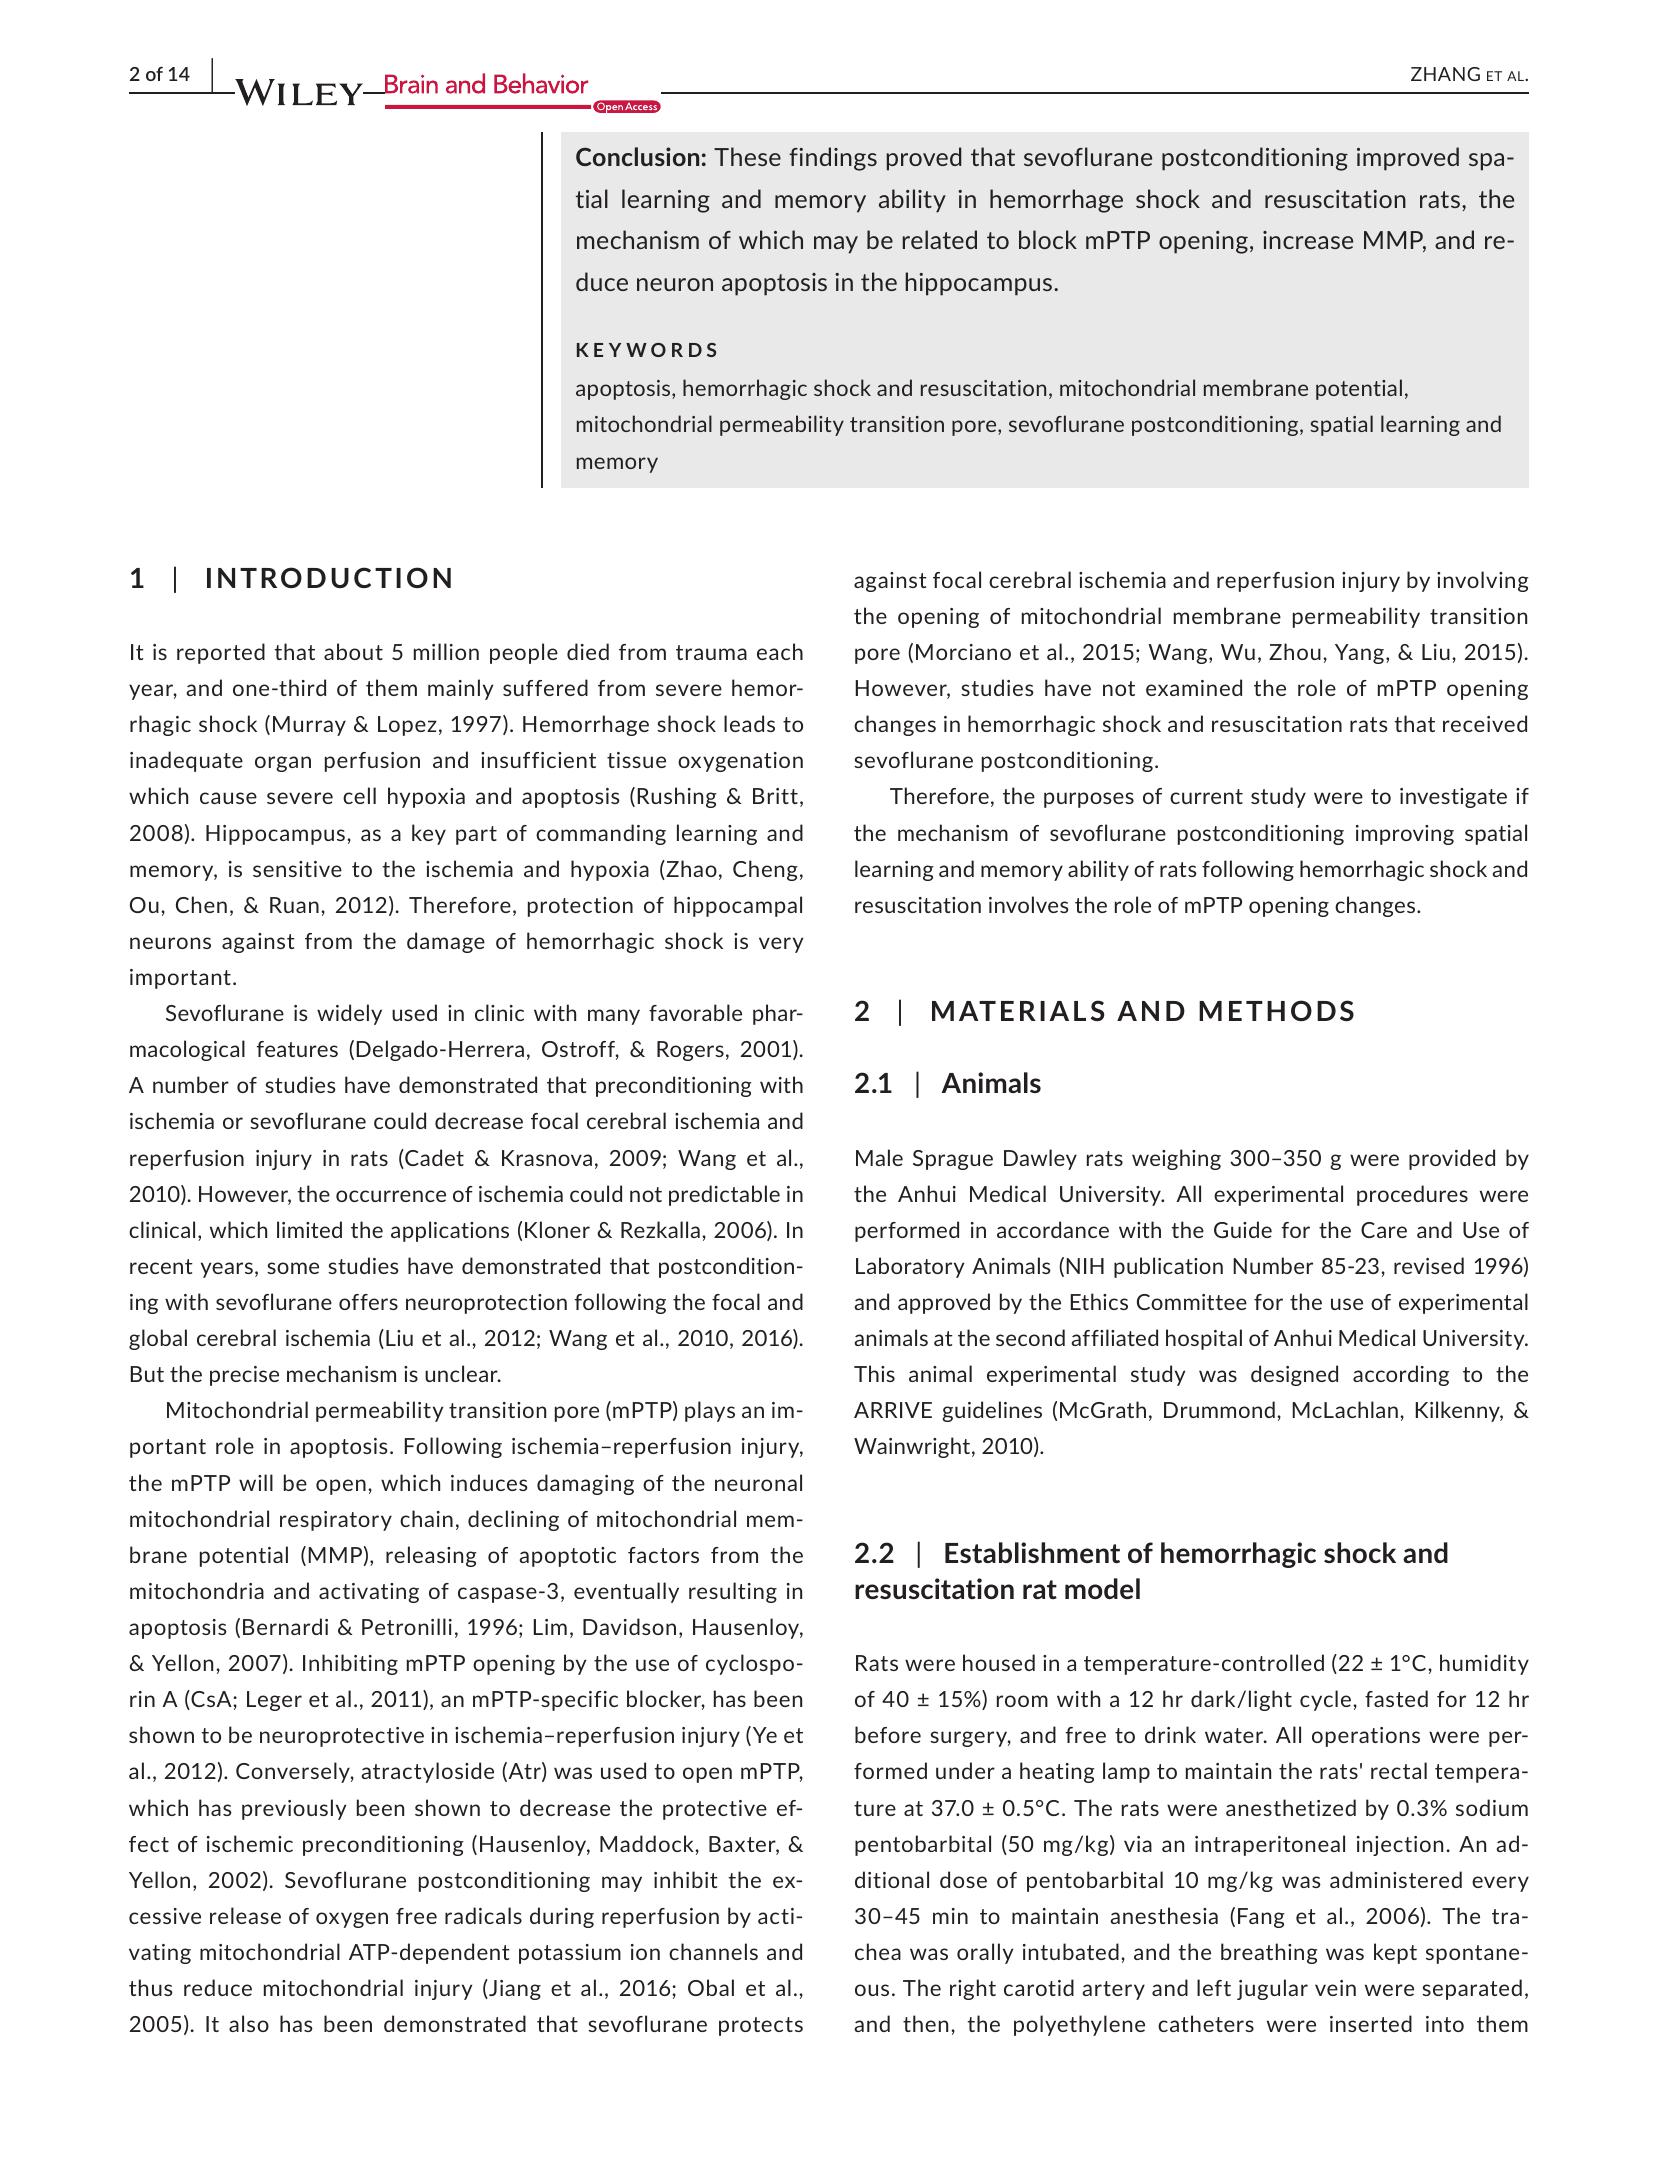 2 of 14
WILEY
Brain and Behavior
Open Access
ZHANG ET AL.
Conclusion: These findings proved that sevoflurane postconditioning improved spa-
tial learning and memory ability in hemorrhage shock and resuscitation rats, the
mechanism of which may be related to block mPTP opening, increase MMP, and re-
duce neuron apoptosis in the hippocampus.
KEYWORDS
apoptosis, hemorrhagic shock and resuscitation, mitochondrial membrane potential,
mitochondrial permeability transition pore, sevoflurane postconditioning, spatial learning and
memory
1 | INTRODUCTION
It is reported that about 5 million people died from trauma each
year, and one-third of them mainly suffered from severe hemor-
rhagic shock (Murray & Lopez, 1997). Hemorrhage shock leads to
inadequate organ perfusion and insufficient tissue oxygenation
which cause severe cell hypoxia and apoptosis (Rushing & Britt,
2008). Hippocampus, as a key part of commanding learning and
memory, is sensitive to the ischemia and hypoxia (Zhao, Cheng,
Ou, Chen, & Ruan, 2012). Therefore, protection of hippocampal
neurons against from the damage of hemorrhagic shock is very
important.
Sevoflurane is widely used in clinic with many favorable phar-
macological features (Delgado-Herrera, Ostroff, & Rogers, 2001).
A number of studies have demonstrated that preconditioning with
ischemia or sevoflurane could decrease focal cerebral ischemia and
reperfusion injury in rats (Cadet & Krasnova, 2009; Wang et al.,
2010). However, the occurrence of ischemia could not predictable in
clinical, which limited the applications (Kloner & Rezkalla, 2006). In
recent years, some studies have demonstrated that postcondition-
ing with sevoflurane offers neuroprotection following the focal and
global cerebral ischemia (Liu et al., 2012; Wang et al., 2010, 2016).
But the precise mechanism is unclear.
Mitochondrial permeability transition pore (mPTP) plays an im-
portant role in apoptosis. Following ischemia–reperfusion injury,
the mPTP will be open, which induces damaging of the neuronal
mitochondrial respiratory chain, declining of mitochondrial mem-
brane potential (MMP), releasing of apoptotic factors from the
mitochondria and activating of caspase-3, eventually resulting in
apoptosis (Bernardi & Petronilli, 1996; Lim, Davidson, Hausenloy,
& Yellon, 2007). Inhibiting mPTP opening by the use of cyclospo-
rin A (CsA; Leger et al., 2011), an mPTP-specific blocker, has been
shown to be neuroprotective in ischemia–reperfusion injury (Ye et
al., 2012). Conversely, atractyloside (Atr) was used to open mPTP,
which has previously been shown to decrease the protective ef-
fect of ischemic preconditioning (Hausenloy, Maddock, Baxter, &
Yellon, 2002). Sevoflurane postconditioning may inhibit the ex-
cessive release of oxygen free radicals during reperfusion by acti-
vating mitochondrial ATP-dependent potassium ion channels and
thus reduce mitochondrial injury (Jiang et al., 2016; Obal et al.,
2005). It also has been demonstrated that sevoflurane protects
against focal cerebral ischemia and reperfusion injury by involving
the opening of mitochondrial membrane permeability transition
pore (Morciano et al., 2015; Wang, Wu, Zhou, Yang, & Liu, 2015).
However, studies have not examined the role of mPTP opening
changes in hemorrhagic shock and resuscitation rats that received
sevoflurane postconditioning.
Therefore, the purposes of current study were to investigate if
the mechanism of sevoflurane postconditioning improving spatial
learning and memory ability of rats following hemorrhagic shock and
resuscitation involves the role of mPTP opening changes.
2 | MATERIALS AND METHODS
2.1 | Animals
Male Sprague Dawley rats weighing 300–350 g were provided by
the Anhui Medical University. All experimental procedures were
performed in accordance with the Guide for the Care and Use of
Laboratory Animals (NIH publication Number 85-23, revised 1996)
and approved by the Ethics Committee for the use of experimental
animals at the second affiliated hospital of Anhui Medical University.
This animal experimental study was designed according to the
ARRIVE guidelines (McGrath, Drummond, McLachlan, Kilkenny, &
Wainwright, 2010).
2.2 | Establishment of hemorrhagic shock and
resuscitation rat model
Rats were housed in a temperature-controlled (22 ± 1°C, humidity
of 40 ± 15%) room with a 12 hr dark/light cycle, fasted for 12 hr
before surgery, and free to drink water. All operations were per-
formed under a heating lamp to maintain the rats' rectal tempera-
ture at 37.0 ± 0.5°C. The rats were anesthetized by 0.3% sodium
pentobarbital (50 mg/kg) via an intraperitoneal injection. An ad-
ditional dose of pentobarbital 10 mg/kg was administered every
30–45 min to maintain anesthesia (Fang et al., 2006). The tra-
chea was orally intubated, and the breathing was kept spontane-
ous. The right carotid artery and left jugular vein were separated,
and then, the polyethylene catheters were inserted into them